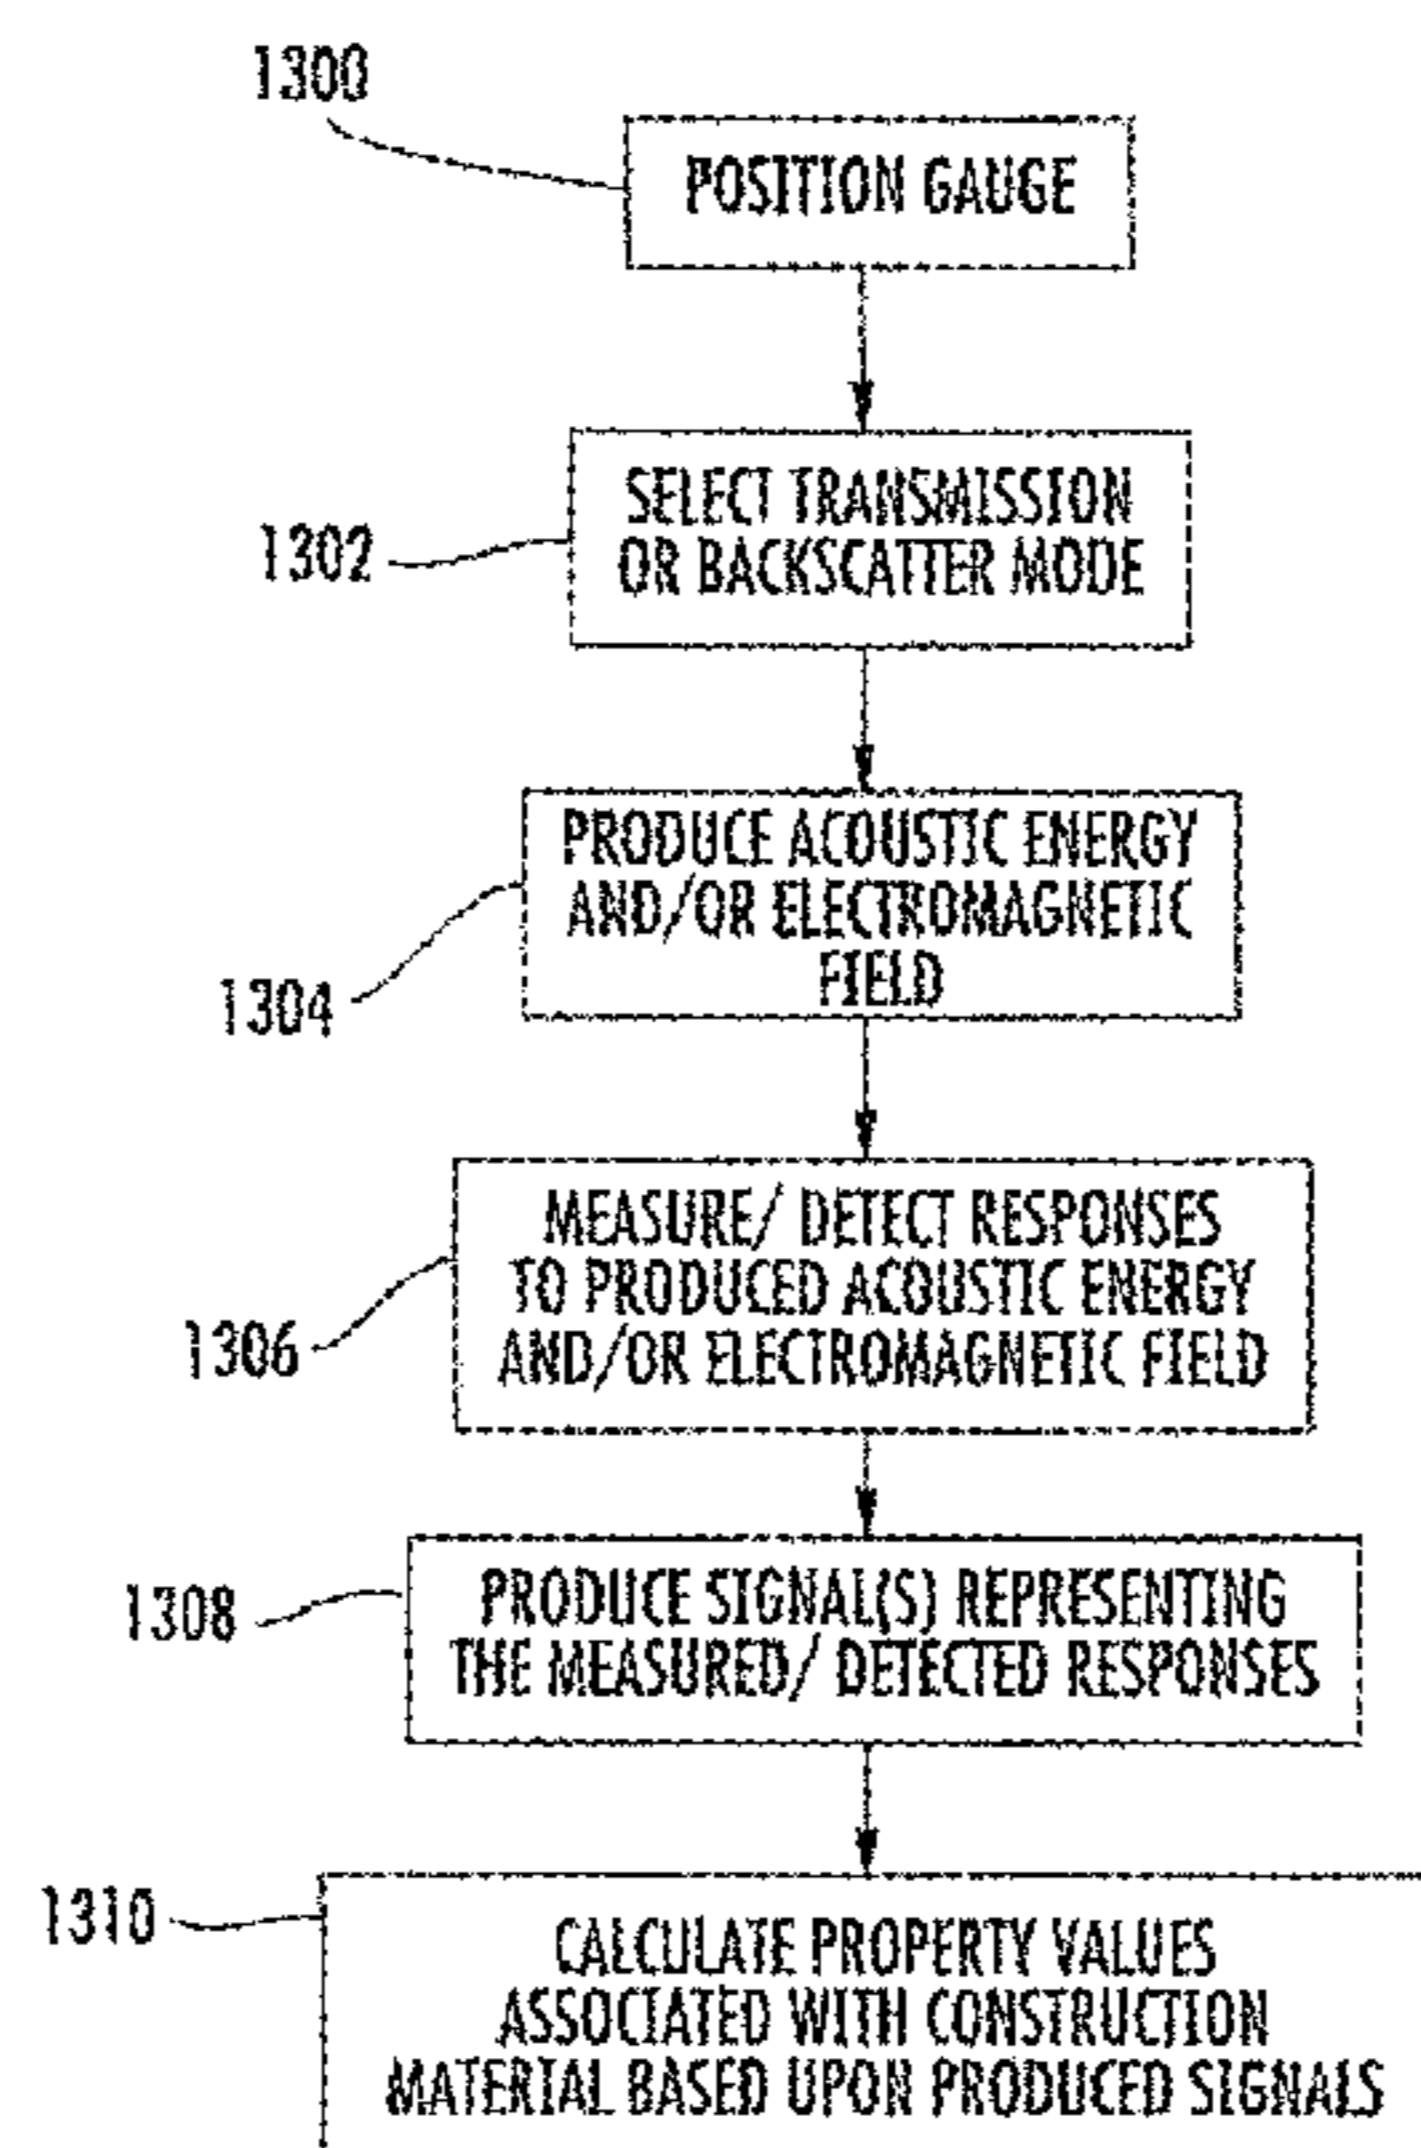 1300
POSITION GAUGE
SELECT TRANSMISSION
OR BACKSCATTER MODE
1302
PRODUCE ACOUSTIC ENERGY
AND/OR ELECTROMAGNETIC
FIELD
1304
MEASURE/ DETECT RESPONSES
TO PRODUCED ACOUSTIC ENERGY
AND/OR ELECTROMAGNETIC FIELD
1306
PRODUCE SIGNAL(S) REPRESENTING
THE MEASURED/ DETECTED RESPONSES
1308
1310
CALCULATE PROPERTY VALUES
ASSOCIATED WITH CONSTRUCTION
MATERIAL BASED UPON PRODUCED SIGNALS